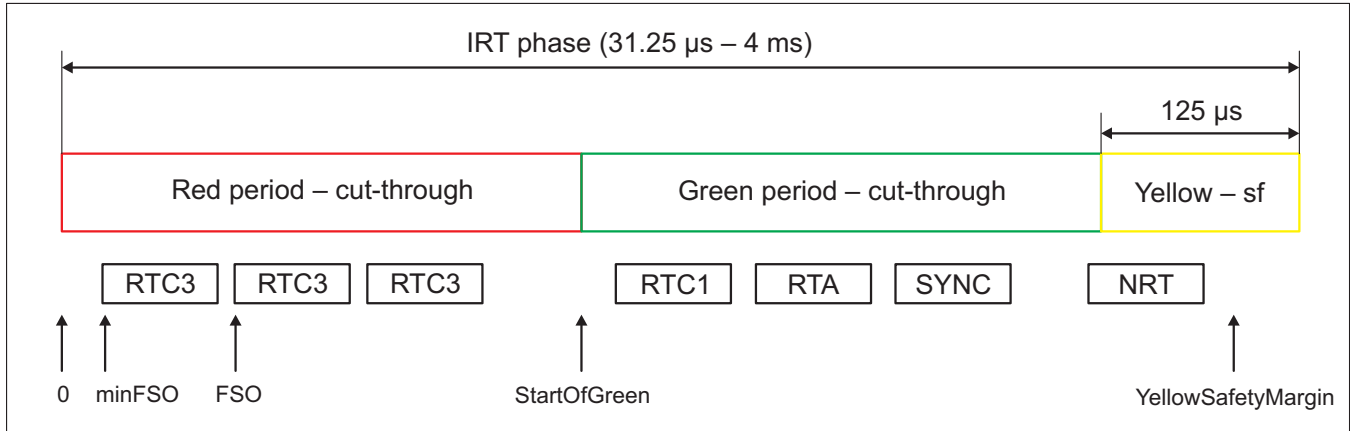 IRT phase (31.25 µs – 4 ms)
125 µs
Red period – cut-through
Green period – cut-through
Yellow – sf
RTC3
RTC3
RTC3
RTC1
RTA
SYNC
NRT
0
minFSO
FSO
StartOfGreen
YellowSafetyMargin